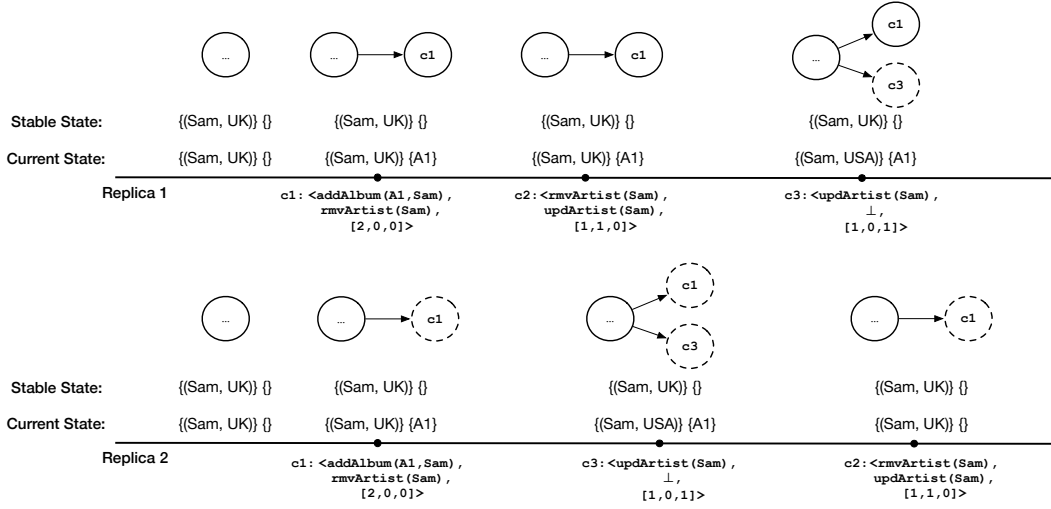 ... ... c1 ... c1 ... c1 c3
Stable State: {(Sam, UK)} {} {(Sam, UK)} {} {(Sam, UK)} {} {(Sam, UK)} {}
Current State: {(Sam, UK)} {} {(Sam, UK)} {A1} {(Sam, UK)} {A1} {(Sam, USA)} {A1}
Replica 1
c1: <addAlbum(A1,Sam),
rmvArtist(Sam),
[2,0,0]>
c2:<rmvArtist(Sam),
updArtist(Sam),
[1,1,0]>
c3:<updArtist(Sam),
⊥,
[1,0,1]>
... ... c1 ... c1 c3 ... c1
Stable State: {(Sam, UK)} {} {(Sam, UK)} {} {(Sam, UK)} {} {(Sam, UK)} {}
Current State: {(Sam, UK)} {} {(Sam, UK)} {A1} {(Sam, USA)} {A1} {(Sam, UK)} {}
Replica 2
c1: <addAlbum(A1,Sam),
rmvArtist(Sam),
[2,0,0]>
c3:<updArtist(Sam),
⊥,
[1,0,1]>
c2:<rmvArtist(Sam),
updArtist(Sam),
[1,1,0]>